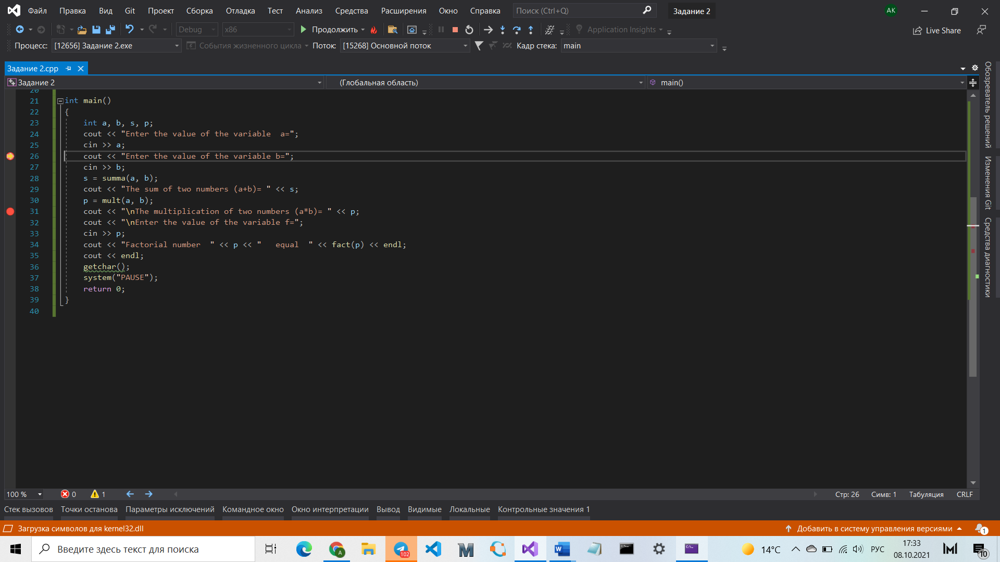 Файл Правка Вид Git Проект Сборка Отладка Тест Анализ Средства Расширения Окно Справка Поиск (Ctrl+Q) Задание 2 AK
Debug x86 Продолжить Application Insights Live Share
Процесс: [12656] Задание 2.exe События жизненного цикла Поток: [15268] Основной поток Кадр стека: main
Задание 2.cpp
Задание 2 (Глобальная область) main()
20
21 int main()
22 {
23 int a, b, s, p;
24 cout << "Enter the value of the variable  a=";
25 cin >> a;
26 cout << "Enter the value of the variable b=";
27 cin >> b;
28 s = summa(a, b);
29 cout << "The sum of two numbers (a+b)= " << s;
30 p = mult(a, b);
31 cout << "\nThe multiplication of two numbers (a*b)= " << p;
32 cout << "\nEnter the value of the variable f=";
33 cin >> p;
34 cout << "Factorial number  " << p << "   equal  " << fact(p) << endl;
35 cout << endl;
36 getchar();
37 system("PAUSE");
38 return 0;
39 }
40
Обозреватель решений
Изменения Git
Средства диагностики
100 % 0 1 Стр: 26 Симв: 1 Табуляция CRLF
Стек вызовов Точки останова Параметры исключений Командное окно Окно интерпретации Вывод Видимые Локальные Контрольные значения 1
Загрузка символов для kernel32.dll Добавить в систему управления версиями 1
Введите здесь текст для поиска A 102 14°C РУС 17:33
08.10.2021 10